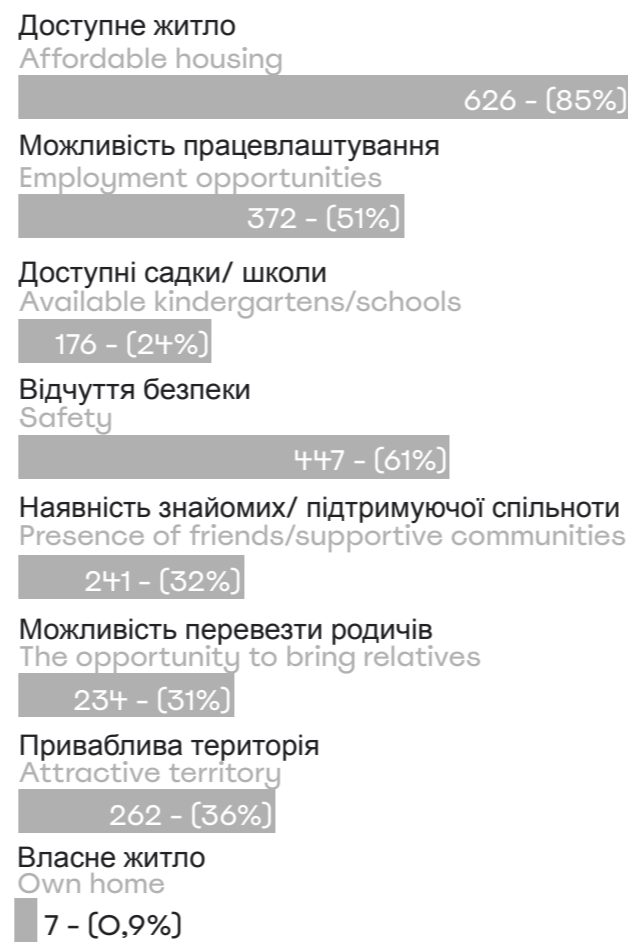 Доступне житло
Affordable housing
626 - (85%)
Можливість працевлаштування
Employment opportunities
372 - (51%)
Доступні садки/ школи
Available kindergartens/schools
176 - (24%)
Відчуття безпеки
Safety
447 - (61%)
Наявність знайомих/ підтримуючої спільноти
Presence of friends/supportive communities
241 - (32%)
Можливість перевезти родичів
The opportunity to bring relatives
234 - (31%)
Приваблива територія
Attractive territory
262 - (36%)
Власне житло
Own home
7 - (0,9%)